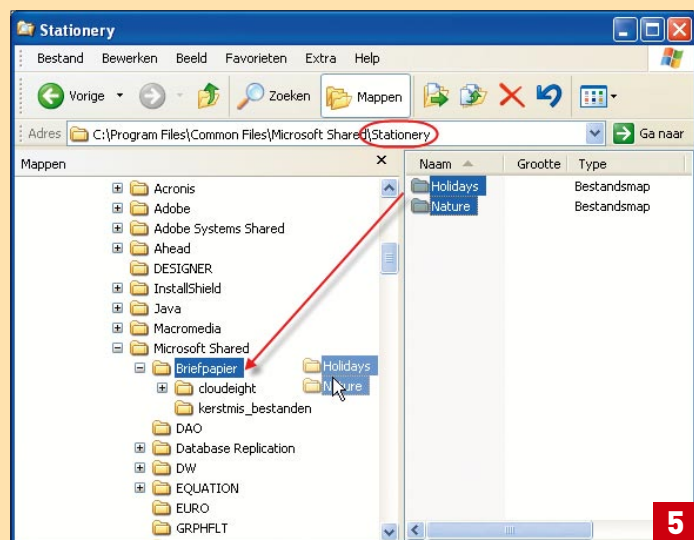 Stationery
Bestand Bewerken Beeld Favorieten Extra Help
Vorige Zoeken Mappen
Adres C:\Program Files\Common Files\Microsoft Shared\Stationery Ga naar
Mappen
Acronis
Adobe
Adobe Systems Shared
Ahead
DESIGNER
InstallShield
Java
Macromedia
Microsoft Shared
Briefpapier
cloudeight
kerstmis_bestanden
DAO
Database Replication
DW
EQUATION
EURO
GRPHFLT
Holidays
Nature
Naam Grootte Type
Holidays Bestandsmap
Nature Bestandsmap
5